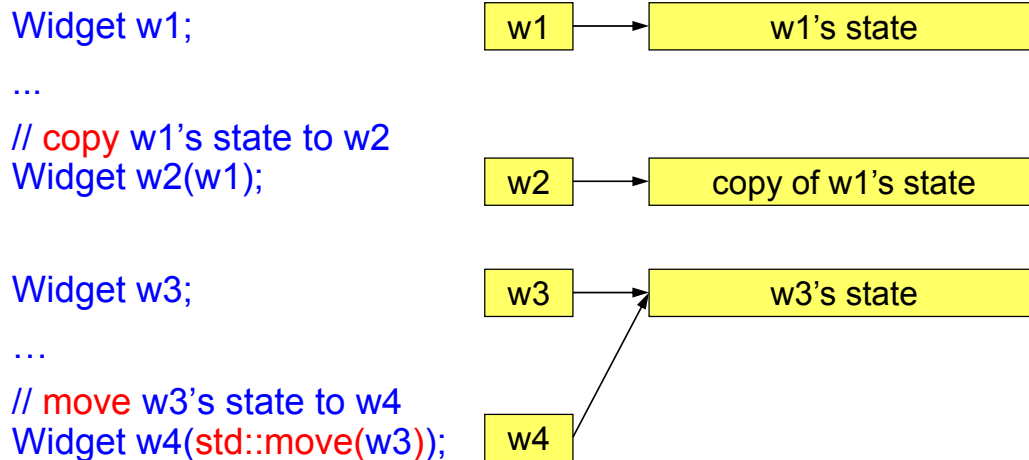 Widget w1;
...
// copy w1’s state to w2
Widget w2(w1);
Widget w3;
…
// move w3’s state to w4
Widget w4(std::move(w3));
w1
w1’s state
w2
copy of w1’s state
w3
w3’s state
w4